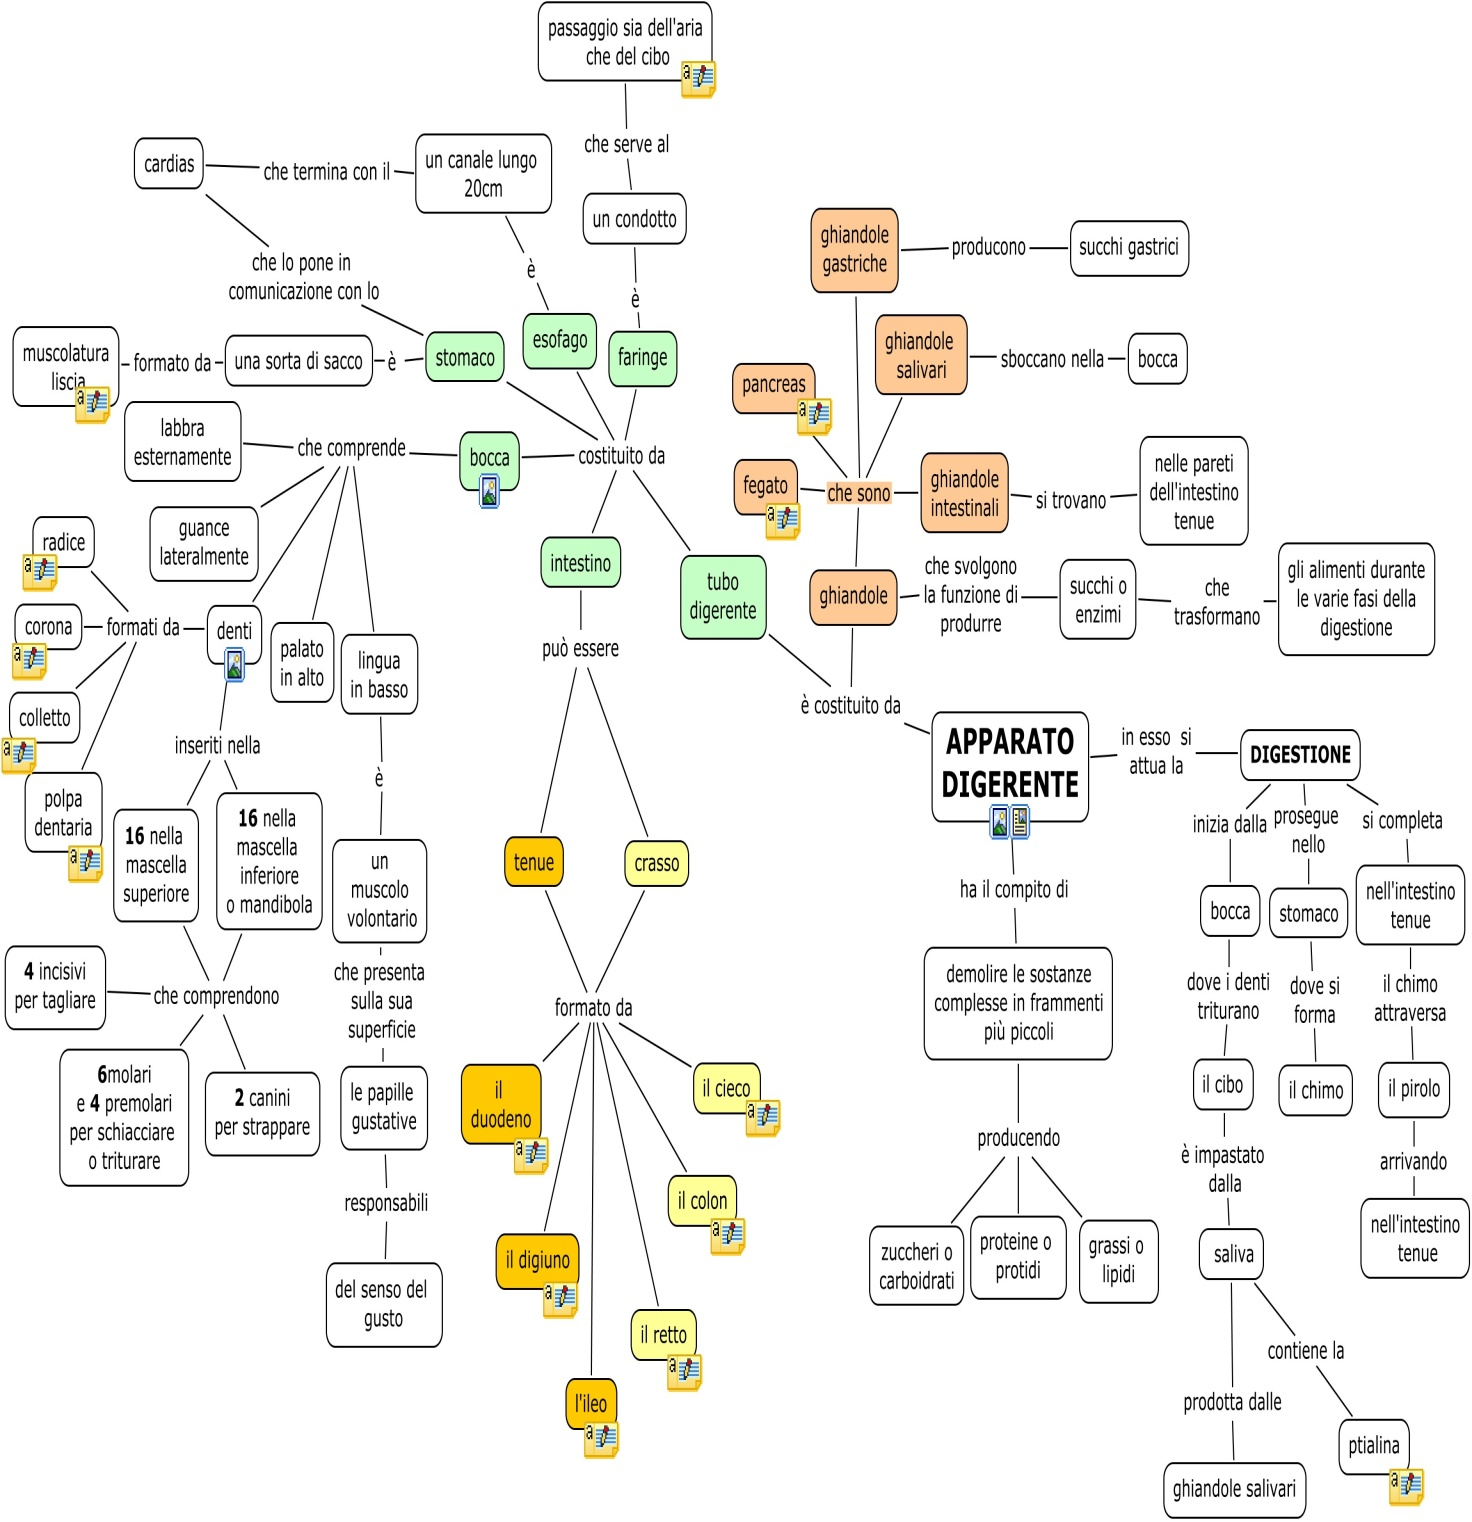 passaggio sia dell'aria
che del cibo
che serve al
un condotto
è
faringe
cardias
che termina con il
un canale lungo
20cm
è
esofago
che lo pone in
comunicazione con lo
muscolatura
liscia
formato da
una sorta di sacco
è
stomaco
labbra
esternamente
che comprende
bocca
costituito da
guance
lateralmente
radice
corona
formati da
denti
colletto
polpa
dentaria
palato
in alto
lingua
in basso
inseriti nella
16 nella
mascella
superiore
16 nella
mascella
inferiore
o mandibola
4 incisivi
per tagliare
che comprendono
6molari
e 4 premolari
per schiacciare
o triturare
2 canini
per strappare
è
un
muscolo
volontario
che presenta
sulla sua
superficie
le papille
gustative
responsabili
del senso del
gusto
intestino
può essere
tenue
crasso
formato da
il
duodeno
il digiuno
l'ileo
il cieco
il colon
il retto
tubo
digerente
ghiandole
gastriche
producono
succhi gastrici
ghiandole
salivari
sboccano nella
bocca
pancreas
fegato
che sono
ghiandole
intestinali
si trovano
nelle pareti
dell'intestino
tenue
ghiandole
che svolgono
la funzione di
produrre
succhi o
enzimi
che
trasformano
gli alimenti durante
le varie fasi della
digestione
è costituito da
APPARATO
DIGERENTE
in esso si
attua la
DIGESTIONE
ha il compito di
demolire le sostanze
complesse in frammenti
più piccoli
producendo
zuccheri o
carboidrati
proteine o
protidi
grassi o
lipidi
inizia dalla
bocca
dove i denti
triturano
il cibo
è impastato
dalla
saliva
prodotta dalle
ghiandole salivari
contiene la
ptialina
prosegue
nello
stomaco
dove si
forma
il chimo
si completa
nell'intestino
tenue
il chimo
attraversa
il piloro
arrivando
nell'intestino
tenue